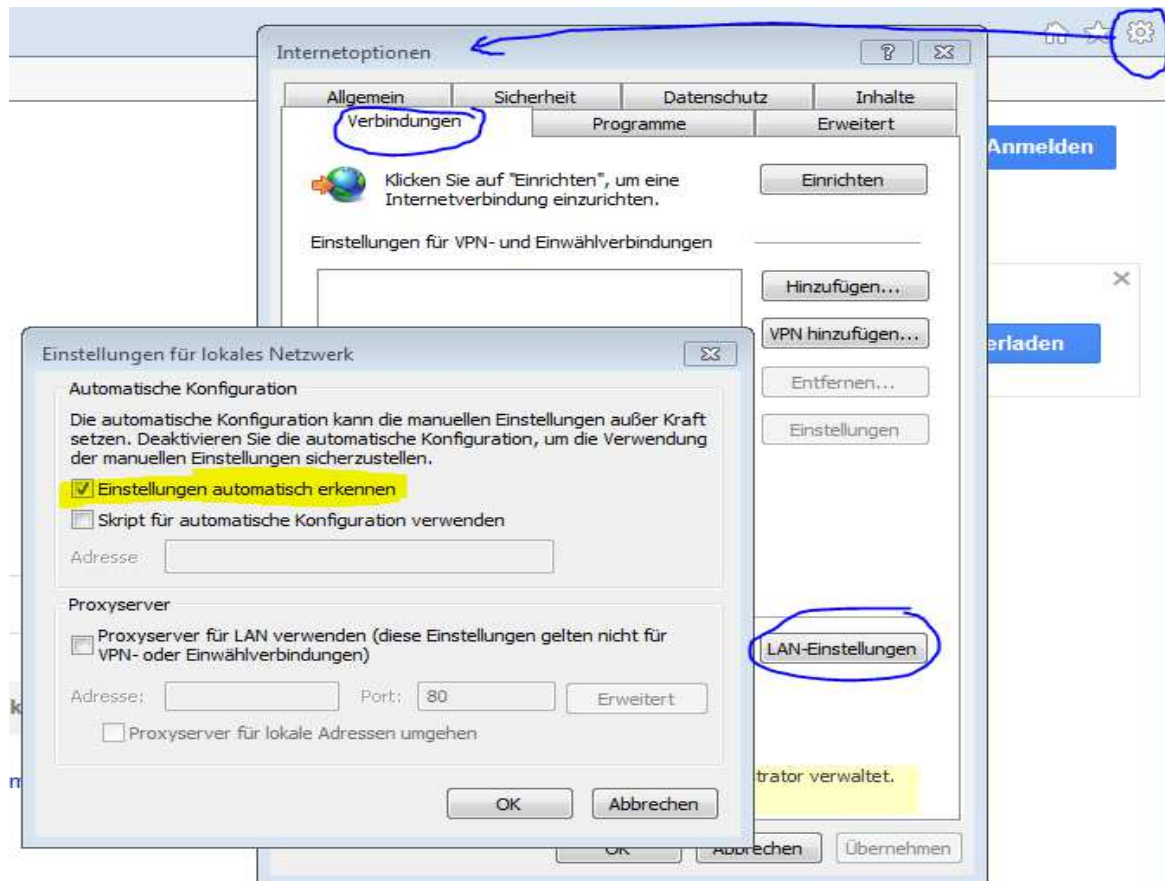 Internetoptionen
Allgemein
Sicherheit
Datenschutz
Inhalte
Verbindungen
Programme
Erweitert
Anmelden
Klicken Sie auf "Einrichten", um eine
Internetverbindung einzurichten.
Einrichten
Einstellungen für VPN- und Einwählverbindungen
Hinzufügen...
VPN hinzufügen...
erladen
Entfernen...
Einstellungen
Einstellungen für lokales Netzwerk
Automatische Konfiguration
Die automatische Konfiguration kann die manuellen Einstellungen außer Kraft
setzen. Deaktivieren Sie die automatische Konfiguration, um die Verwendung
der manuellen Einstellungen sicherzustellen.
Einstellungen automatisch erkennen
Skript für automatische Konfiguration verwenden
Adresse
Proxyserver
Proxyserver für LAN verwenden (diese Einstellungen gelten nicht für
VPN- oder Einwählverbindungen)
LAN-Einstellungen
Adresse:
Port: 80
Erweitert
Proxyserver für lokale Adressen umgehen
trator verwaltet.
OK
Abbrechen
OK
Abbrechen
Übernehmen